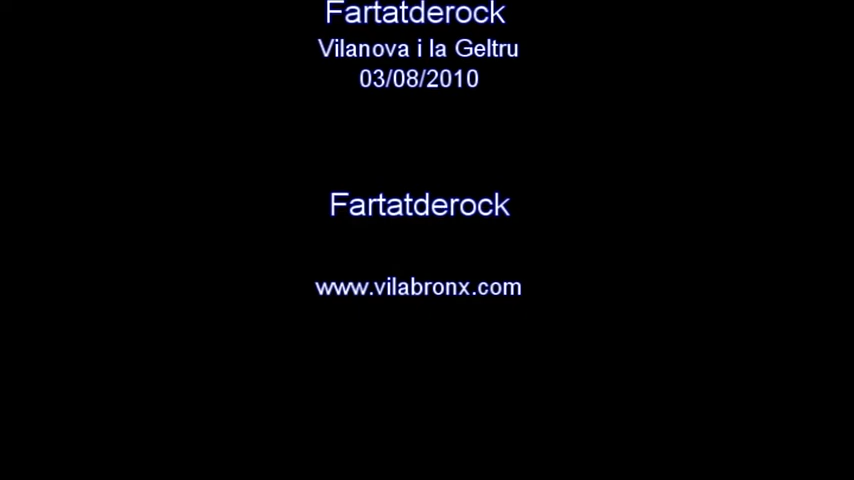 Fartatderock
Vilanova i la Geltru
03/08/2010
Fartatderock
www.vilabronx.com